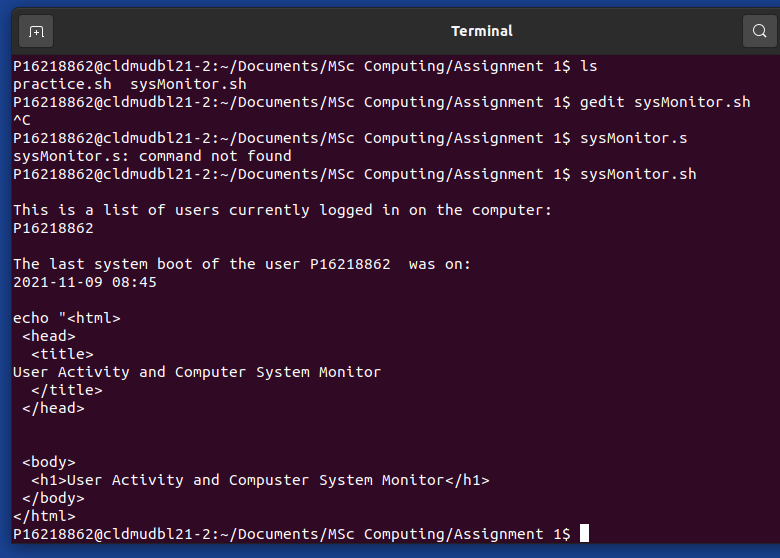 Terminal
P16218862@cldmudbl21-2:~/Documents/MSc Computing/Assignment 1$ ls
practice.sh  sysMonitor.sh
P16218862@cldmudbl21-2:~/Documents/MSc Computing/Assignment 1$ gedit sysMonitor.sh
^C
P16218862@cldmudbl21-2:~/Documents/MSc Computing/Assignment 1$ sysMonitor.s
sysMonitor.s: command not found
P16218862@cldmudbl21-2:~/Documents/MSc Computing/Assignment 1$ sysMonitor.sh
This is a list of users currently logged in on the computer:
P16218862
The last system boot of the user P16218862  was on:
2021-11-09 08:45
echo "<html>
 <head>
  <title>
User Activity and Computer System Monitor
  </title>
 </head>
 <body>
  <h1>User Activity and Compuster System Monitor</h1>
 </body>
</html>
P16218862@cldmudbl21-2:~/Documents/MSc Computing/Assignment 1$